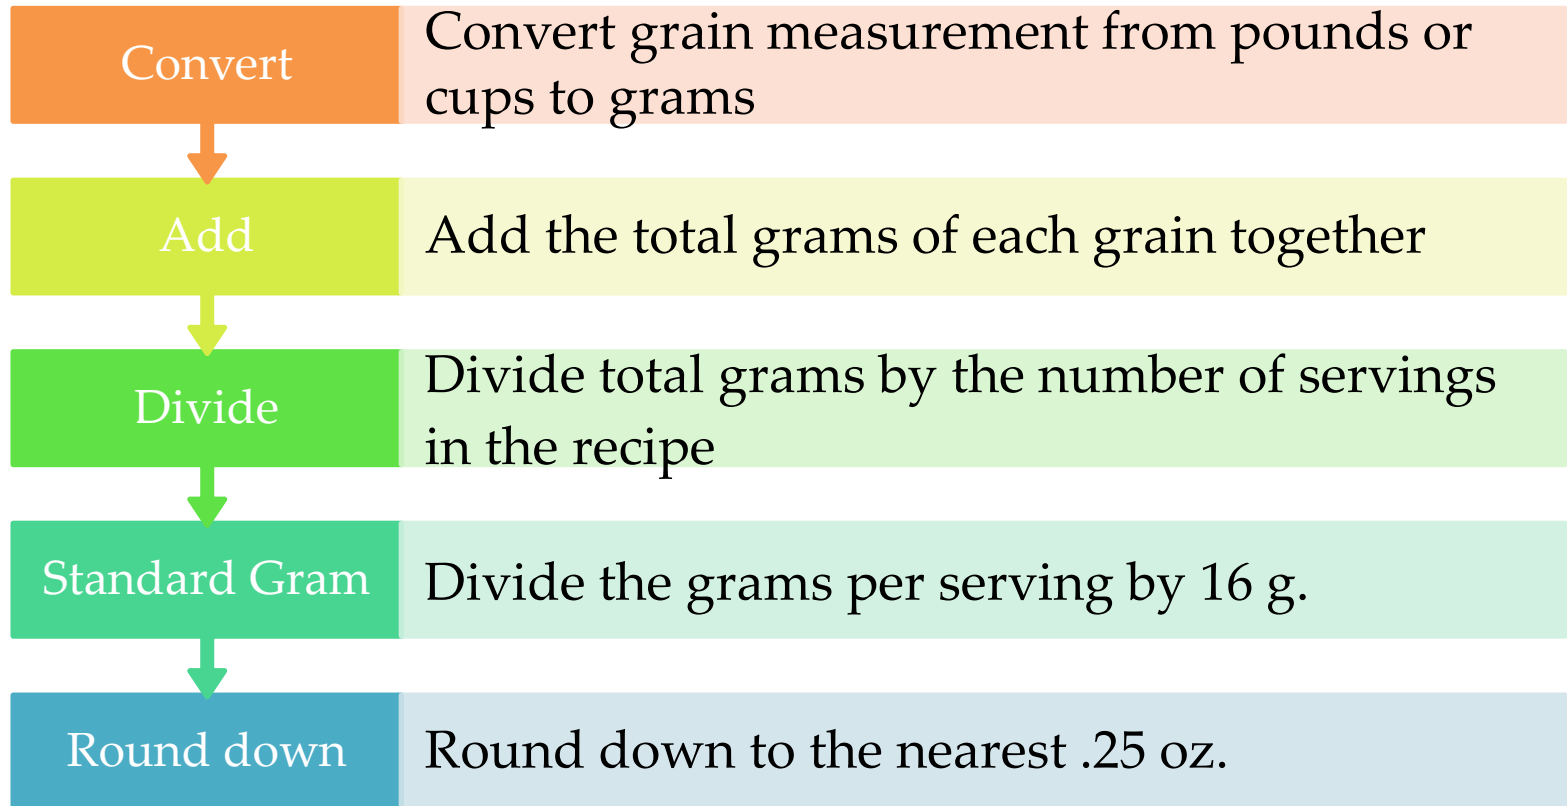 Convert
Convert grain measurement from pounds or
cups to grams
Add
Add the total grams of each grain together
Divide
Divide total grams by the number of servings
in the recipe
Standard Gram
Divide the grams per serving by 16 g.
Round down
Round down to the nearest .25 oz.